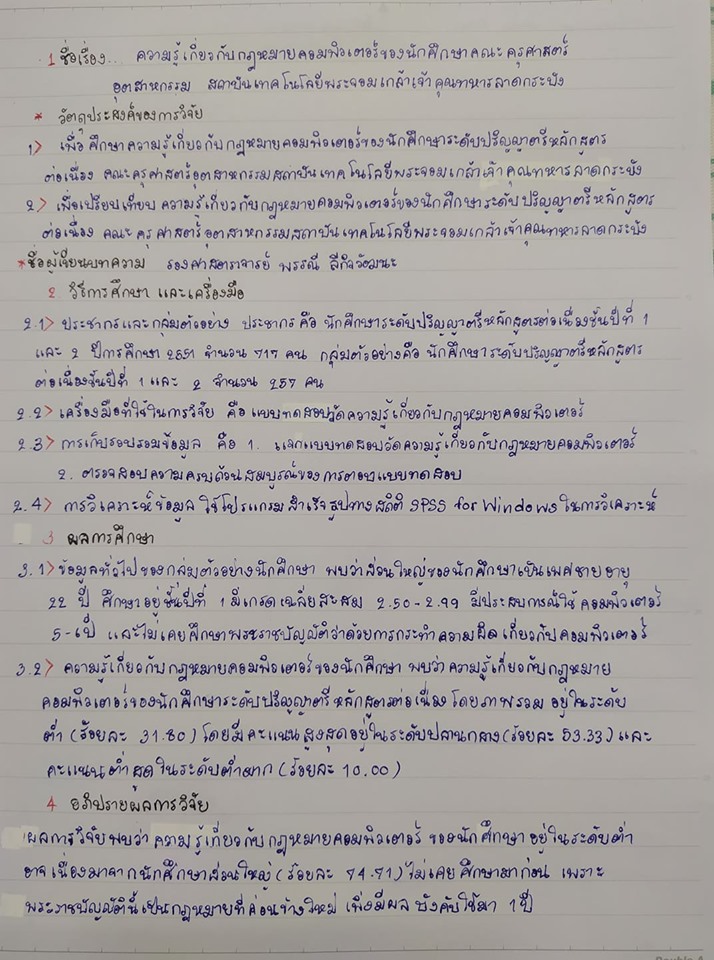 1 ชื่อเรื่อง... ความรู้เกี่ยวกับกฎหมายคอมพิวเตอร์ของนักศึกษาคณะครุศาสตร์
อุตสาหกรรม สถาบันเทคโนโลยีพระจอมเกล้าเจ้าคุณทหารลาดกระบัง
* วัตถุประสงค์ของการวิจัย
1> เพื่อศึกษาความรู้เกี่ยวกับกฎหมายคอมพิวเตอร์ของนักศึกษาระดับปริญญาตรีหลักสูตร
ต่อเนื่อง คณะครุศาสตร์อุตสาหกรรมสถาบันเทคโนโลยีพระจอมเกล้าเจ้าคุณทหารลาดกระบัง
2> เพื่อเปรียบเทียบความรู้เกี่ยวกับกฎหมายคอมพิวเตอร์ของนักศึกษาระดับปริญญาตรีหลักสูตร
ต่อเนื่อง คณะครุศาสตร์อุตสาหกรรมสถาบันเทคโนโลยีพระจอมเกล้าเจ้าคุณทหารลาดกระบัง
*ชื่อผู้เขียนบทความ รองศาสตราจารย์ พรรณี ลีกิจวัฒนะ
2 วิธีการศึกษา และเครื่องมือ
2.1> ประชากรและกลุ่มตัวอย่าง ประชากรคือ นักศึกษาระดับปริญญาตรีหลักสูตรต่อเนื่องชั้นปีที่ 1
และ 2 ปีการศึกษา 2551 จำนวน 717 คน กลุ่มตัวอย่างคือ นักศึกษาระดับปริญญาตรีหลักสูตร
ต่อเนื่องชั้นปีที่ 1 และ 2 จำนวน 257 คน
2.2> เครื่องมือที่ใช้ในการวิจัย คือแบบทดสอบวัดความรู้เกี่ยวกับกฎหมายคอมพิวเตอร์
2.3> การเก็บรวบรวมข้อมูล คือ 1. แจกแบบทดสอบวัดความรู้เกี่ยวกับกฎหมายคอมพิวเตอร์
2. ตรวจสอบความครบถ้วนสมบูรณ์ของการตอบแบบทดสอบ
2.4> การวิเคราะห์ข้อมูล ใช้โปรแกรมสำเร็จรูปทางสถิติ SPSS for Windows ในการวิเคราะห์
3 ผลการศึกษา
3.1> ข้อมูลทั่วไปของกลุ่มตัวอย่างนักศึกษา พบว่าส่วนใหญ่ของนักศึกษาเป็นเพศชายอายุ
22 ปี ศึกษาอยู่ชั้นปีที่ 1 มีเกรดเฉลี่ยสะสม 2.50-2.99 มีประสบการณ์ใช้คอมพิวเตอร์
5-6ปี และไม่เคยศึกษาพระราชบัญญัติว่าด้วยการกระทำความผิดเกี่ยวกับคอมพิวเตอร์
3.2> ความรู้เกี่ยวกับกฎหมายคอมพิวเตอร์ของนักศึกษา พบว่าความรู้เกี่ยวกับกฎหมาย
คอมพิวเตอร์ของนักศึกษาระดับปริญญาตรีหลักสูตรต่อเนื่อง โดยภาพรวม อยู่ในระดับ
ต่ำ (ร้อยละ 31.80) โดยมีคะแนนสูงสุดอยู่ในระดับปลานกลาง (ร้อยละ 53.33) และ
คะแนนต่ำสุดในระดับต่ำมาก (ร้อยละ 10.00)
4 อภิปรายผลการวิจัย
ผลการวิจัยพบว่า ความรู้เกี่ยวกับกฎหมายคอมพิวเตอร์ ของนักศึกษา อยู่ในระดับต่ำ
อาจเนื่องมาจากนักศึกษาส่วนใหญ่ (ร้อยละ 74.71) ไม่เคยศึกษามาก่อน เพราะ
พระราชบัญญัตินี้เป็นกฎหมายที่ค่อนข้างใหม่ เพิ่งมีผลบังคับใช้มา 1 ปี
Double A